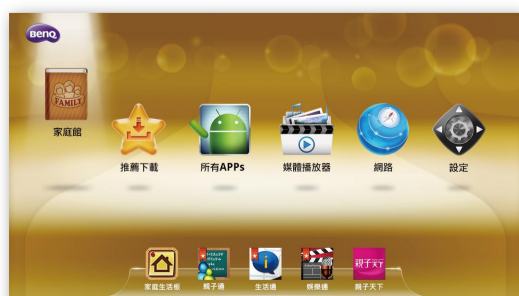 BenQ
FAMILY
家庭館
推薦下載
所有APPs
媒體播放器
網路
設定
家庭生活板
親子通
生活通
娛樂通
親子天下
親子天下